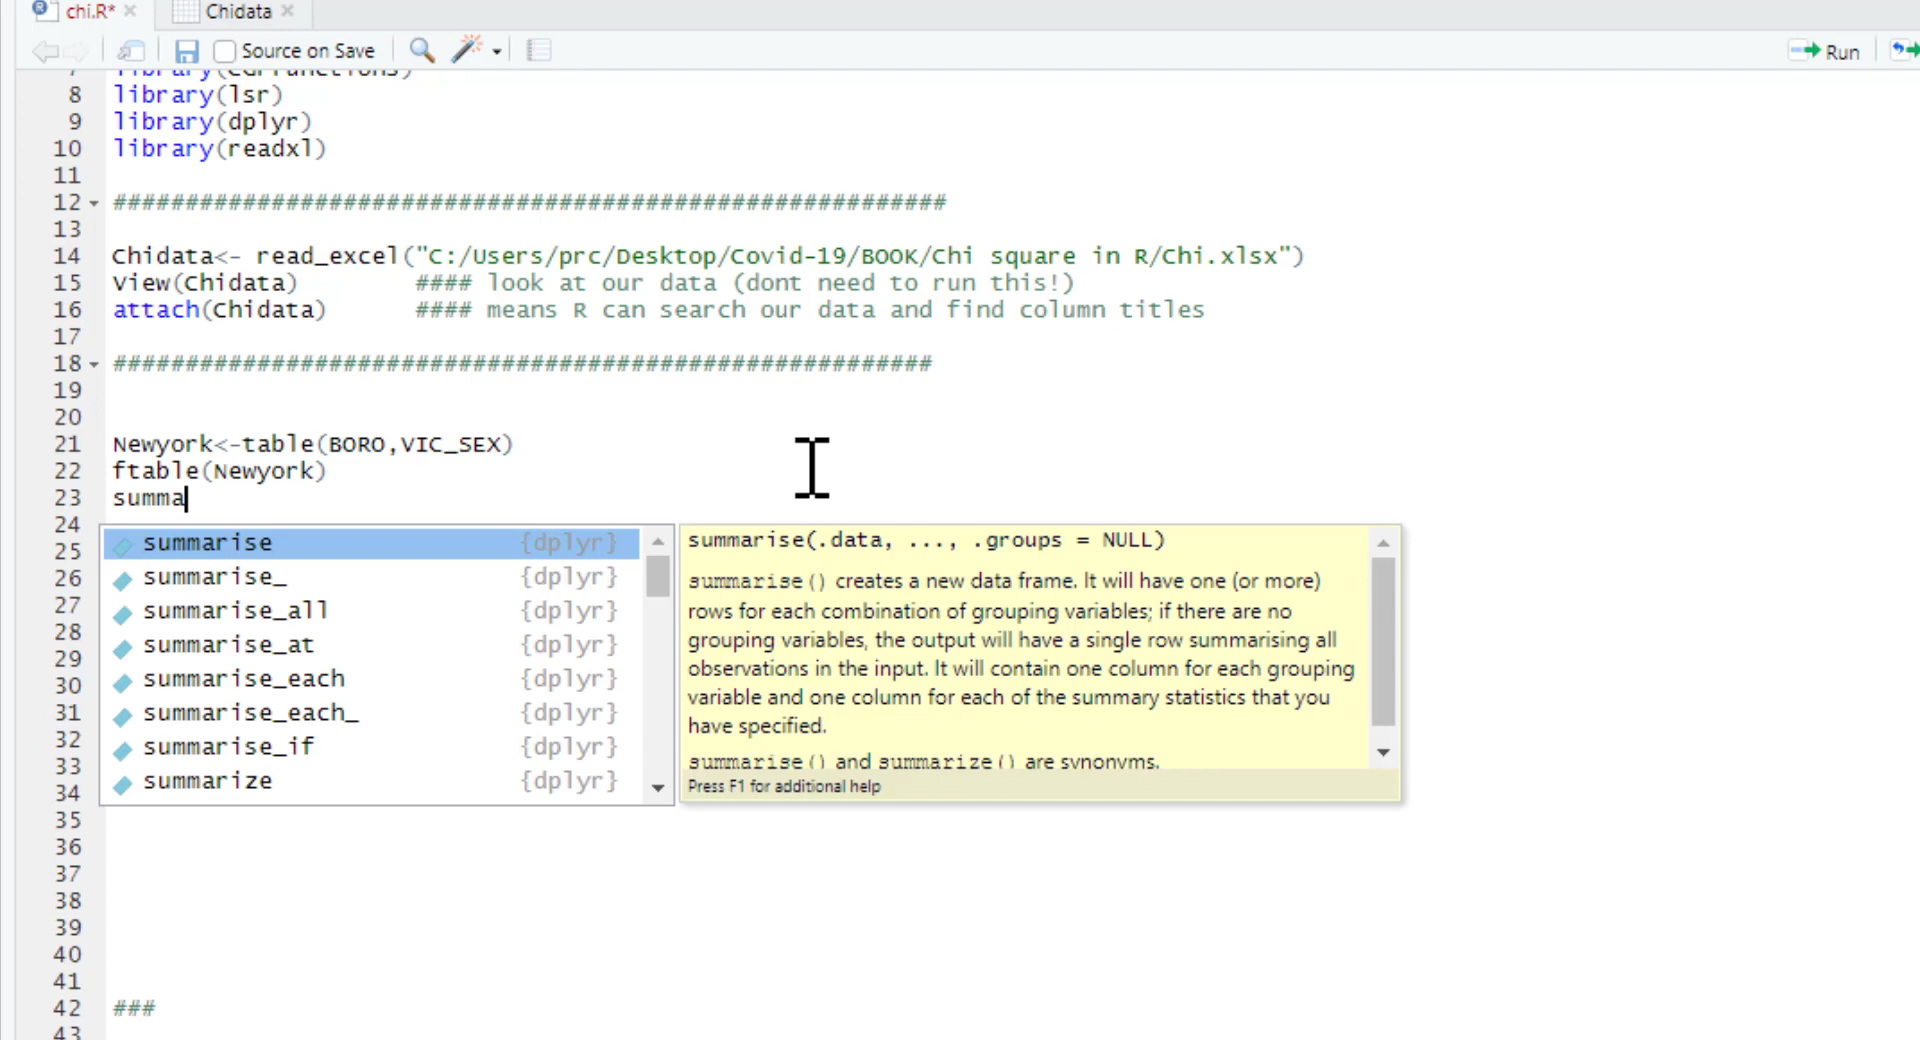 chi.R*
Chidata
Source on Save
Run
7
8 library(lsr)
9 library(dplyr)
10 library(readxl)
11
12 ##########################################################
13
14 Chidata<- read_excel("C:/Users/prc/Desktop/Covid-19/BOOK/Chi square in R/Chi.xlsx")
15 View(Chidata) #### look at our data (dont need to run this!)
16 attach(Chidata) #### means R can search our data and find column titles
17
18 #########################################################
19
20
21 Newyork<-table(BORO,VIC_SEX)
22 ftable(Newyork)
23 summa
24
25
26
27
28
29
30
31
32
33
34
35
36
37
38
39
40
41
42 ###
43
summarise {dplyr}
summarise_ {dplyr}
summarise_all {dplyr}
summarise_at {dplyr}
summarise_each {dplyr}
summarise_each_ {dplyr}
summarise_if {dplyr}
summarize {dplyr}
summarise(.data, ..., .groups = NULL)
summarise() creates a new data frame. It will have one (or more)
rows for each combination of grouping variables; if there are no
grouping variables, the output will have a single row summarising all
observations in the input. It will contain one column for each grouping
variable and one column for each of the summary statistics that you
have specified.
summarise() and summarize() are synonyms.
Press F1 for additional help